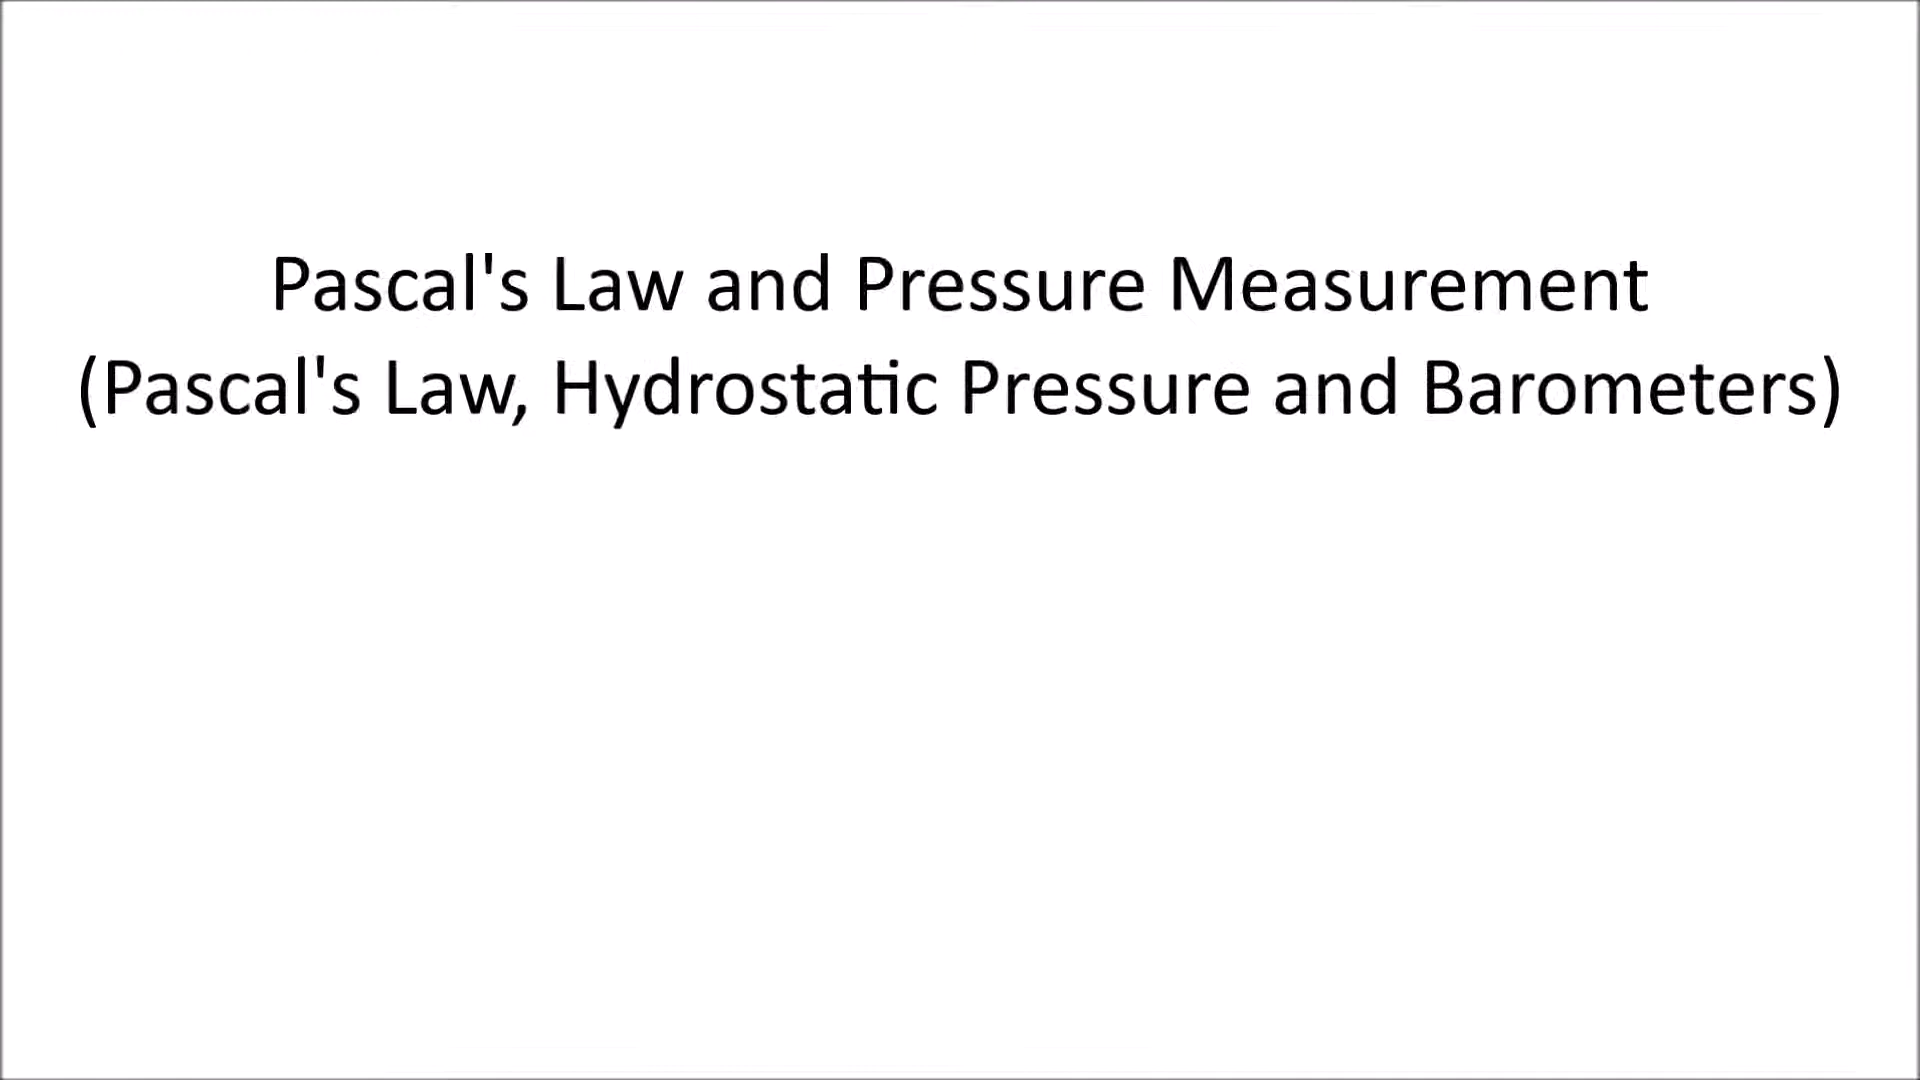 Pascal's Law and Pressure Measurement
(Pascal's Law, Hydrostatic Pressure and Barometers)